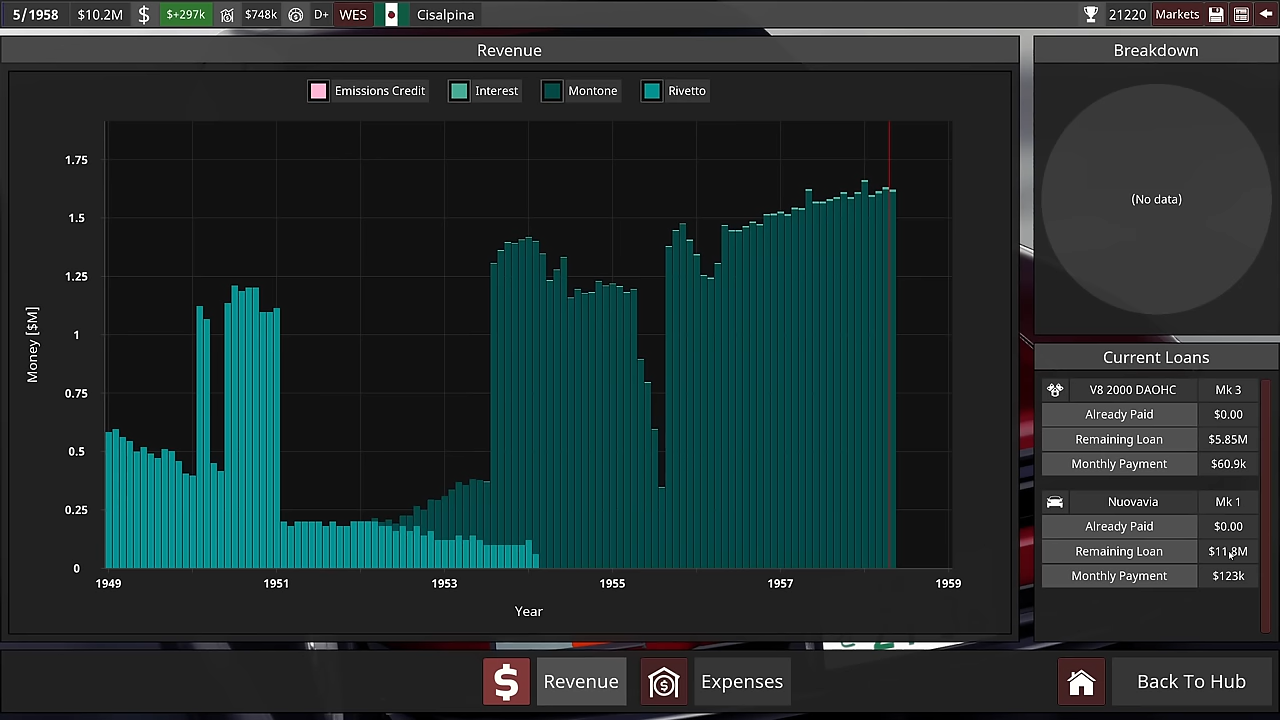 5/1958 $10.2M $+297k $748k D+ WES Cisalpina 21220 Markets
Revenue
Emissions Credit Interest Montone Rivetto
1.75
1.5
1.25
1
0.75
0.5
0.25
0
Money [$M]
1949 1951 1953 1955 1957 1959
Year
Breakdown
(No data)
Current Loans
V8 2000 DAOHC Mk 3
Already Paid $0.00
Remaining Loan $5.85M
Monthly Payment $60.9k
Nuovavia Mk 1
Already Paid $0.00
Remaining Loan $11.8M
Monthly Payment $123k
$ Revenue Expenses Back To Hub